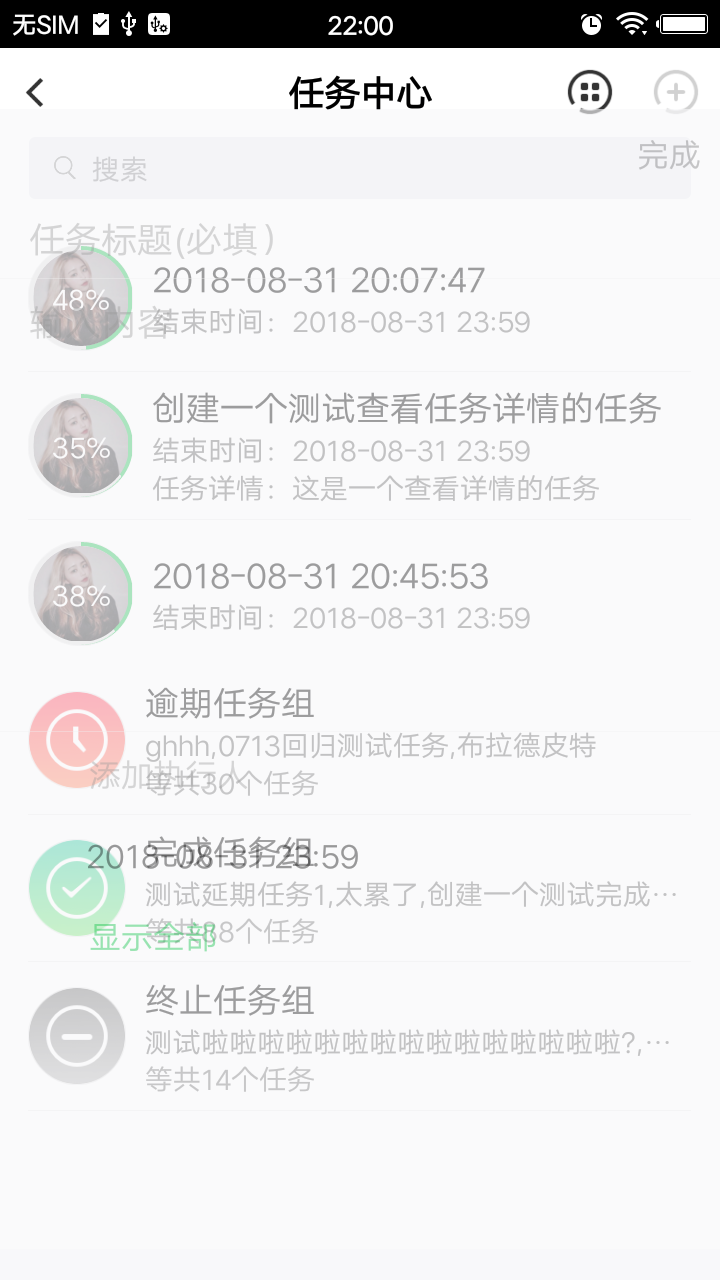 无SIM
22:00
任务中心
完成
搜索
任务标题(必填)
48%
2018-08-31 20:07:47
输入内容
结束时间：2018-08-31 23:59
35%
创建一个测试查看任务详情的任务
结束时间：2018-08-31 23:59
任务详情：这是一个查看详情的任务
38%
2018-08-31 20:45:53
结束时间：2018-08-31 23:59
逾期任务组
ghhh,0713回归测试任务,布拉德皮特
添加执行人
等共30个任务
完成任务组
2018-08-31 23:59
测试延期任务1,太累了,创建一个测试完成…
显示全部
等共88个任务
终止任务组
测试啦啦啦啦啦啦啦啦啦啦啦啦啦啦啦?,…
等共14个任务